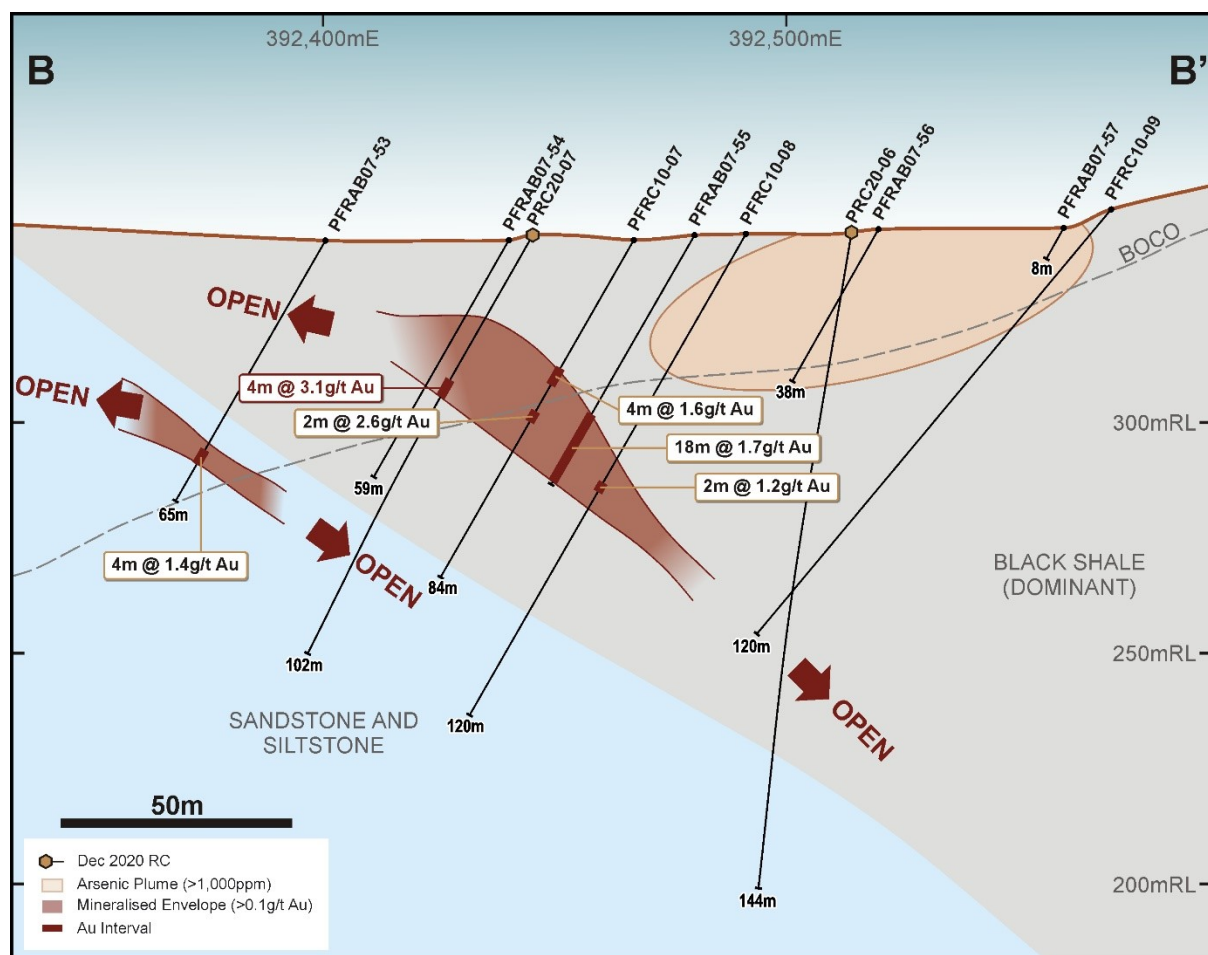 392,400mE
392,500mE
B
B'
PFRAB07-53
PFRAB07-54
PRC20-07
PFRC10-07
PFRAB07-55
PFRC10-08
PRC20-06
PFRAB07-56
PFRAB07-57
PFRC10-09
BOCO
8m
OPEN
OPEN
4m @ 3.1g/t Au
2m @ 2.6g/t Au
4m @ 1.6g/t Au
18m @ 1.7g/t Au
2m @ 1.2g/t Au
38m
300mRL
59m
65m
4m @ 1.4g/t Au
OPEN
84m
BLACK SHALE
(DOMINANT)
102m
120m
120m
250mRL
SANDSTONE AND
SILTSTONE
OPEN
144m
200mRL
50m
Dec 2020 RC
Arsenic Plume (>1,000ppm)
Mineralised Envelope (>0.1g/t Au)
Au Interval